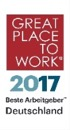 GREAT
PLACE
TO
WORK®
2017
Beste Arbeitgeber™
Deutschland